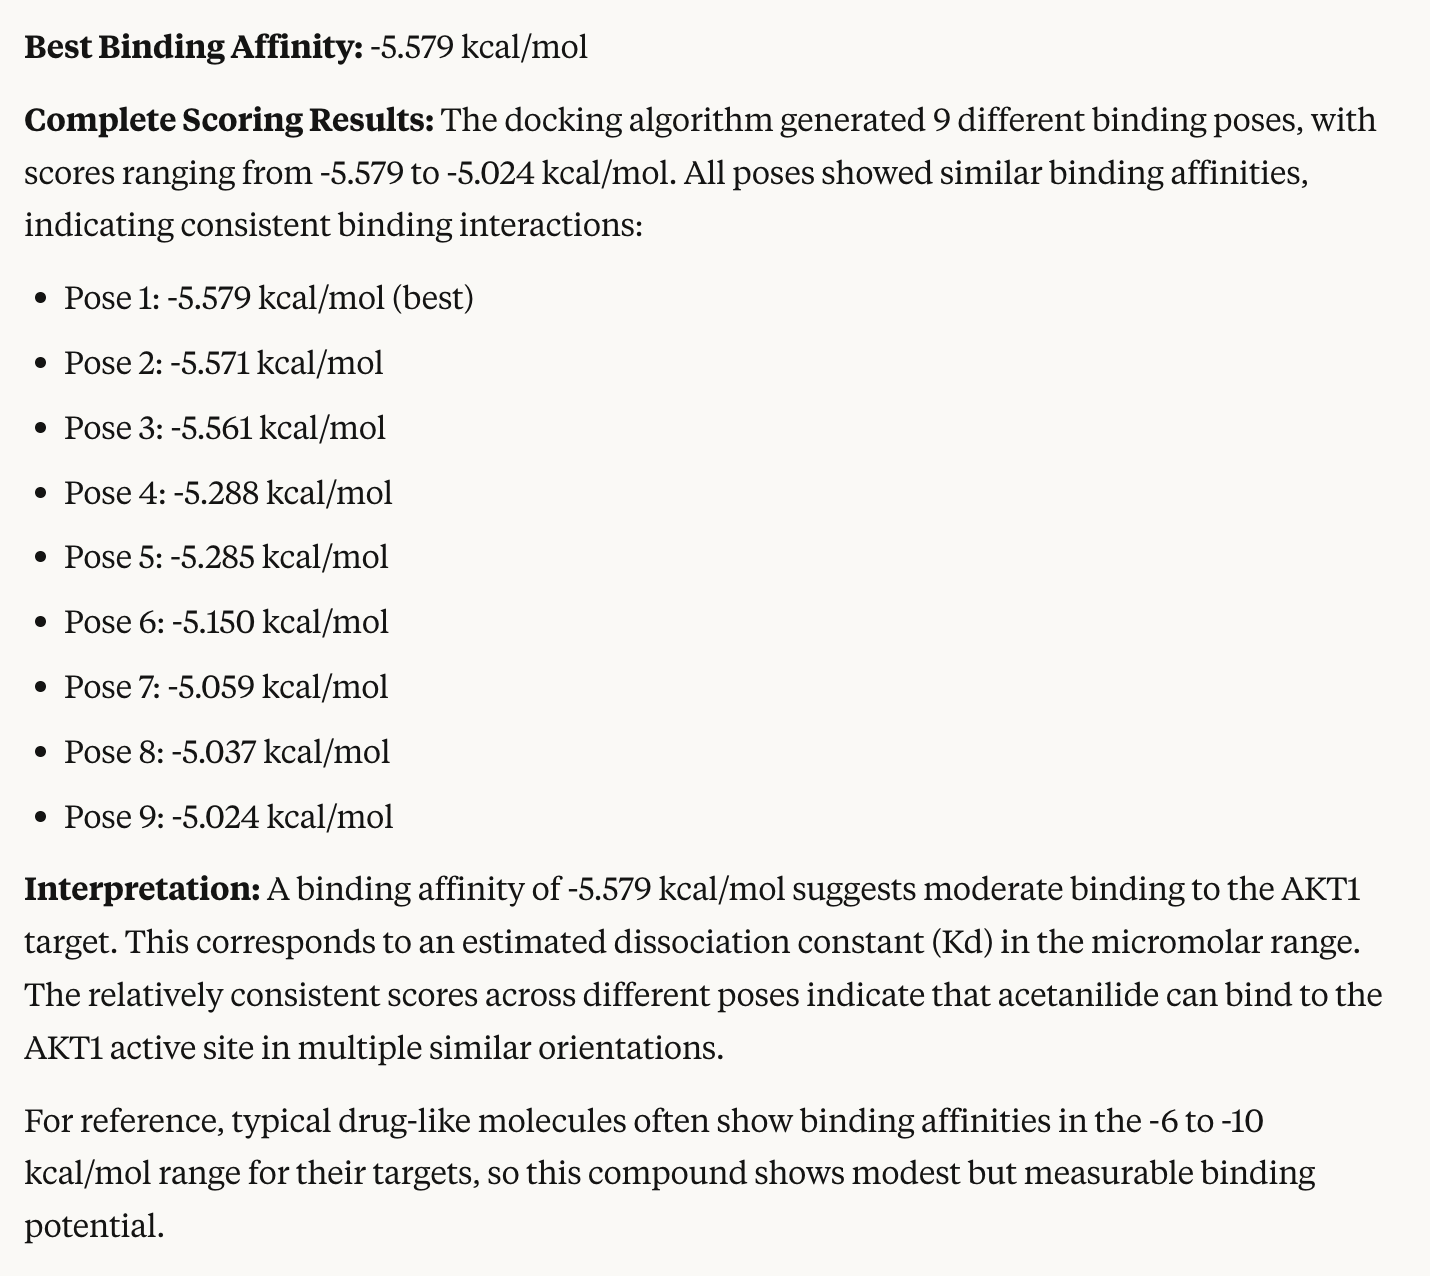 Best Binding Affinity: -5.579 kcal/mol
Complete Scoring Results: The docking algorithm generated 9 different binding poses, with
scores ranging from -5.579 to -5.024 kcal/mol. All poses showed similar binding affinities,
indicating consistent binding interactions:
• Pose 1: -5.579 kcal/mol (best)
• Pose 2: -5.571 kcal/mol
• Pose 3: -5.561 kcal/mol
• Pose 4: -5.288 kcal/mol
• Pose 5: -5.285 kcal/mol
• Pose 6: -5.150 kcal/mol
• Pose 7: -5.059 kcal/mol
• Pose 8: -5.037 kcal/mol
• Pose 9: -5.024 kcal/mol
Interpretation: A binding affinity of -5.579 kcal/mol suggests moderate binding to the AKT1
target. This corresponds to an estimated dissociation constant (Kd) in the micromolar range.
The relatively consistent scores across different poses indicate that acetanilide can bind to the
AKT1 active site in multiple similar orientations.
For reference, typical drug-like molecules often show binding affinities in the -6 to -10
kcal/mol range for their targets, so this compound shows modest but measurable binding
potential.